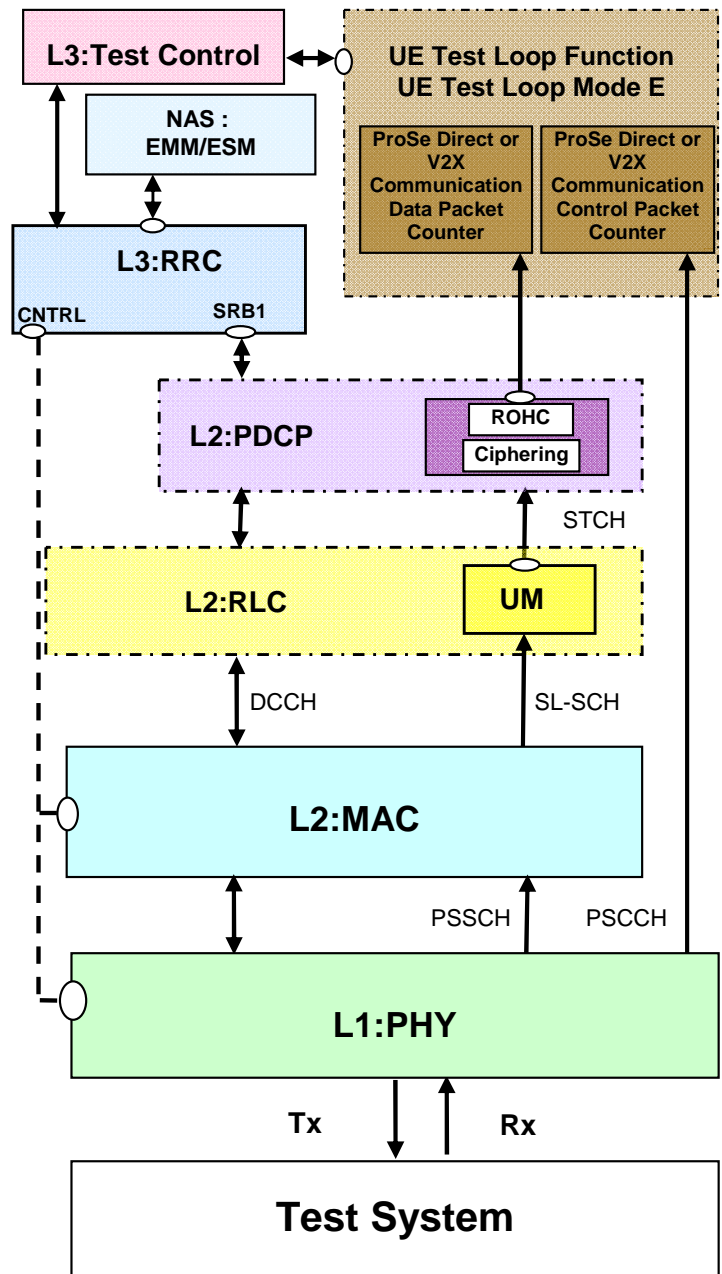 L3:Test Control
UE Test Loop Function
UE Test Loop Mode E
NAS :
EMM/ESM
ProSe Direct or
V2X
Communication
Data Packet
Counter
ProSe Direct or
V2X
Communication
Control Packet
Counter
L3:RRC
CNTRL
SRB1
L2:PDCP
ROHC
Ciphering
STCH
L2:RLC
UM
DCCH
SL-SCH
L2:MAC
PSSCH
PSCCH
L1:PHY
Tx
Rx
Test System